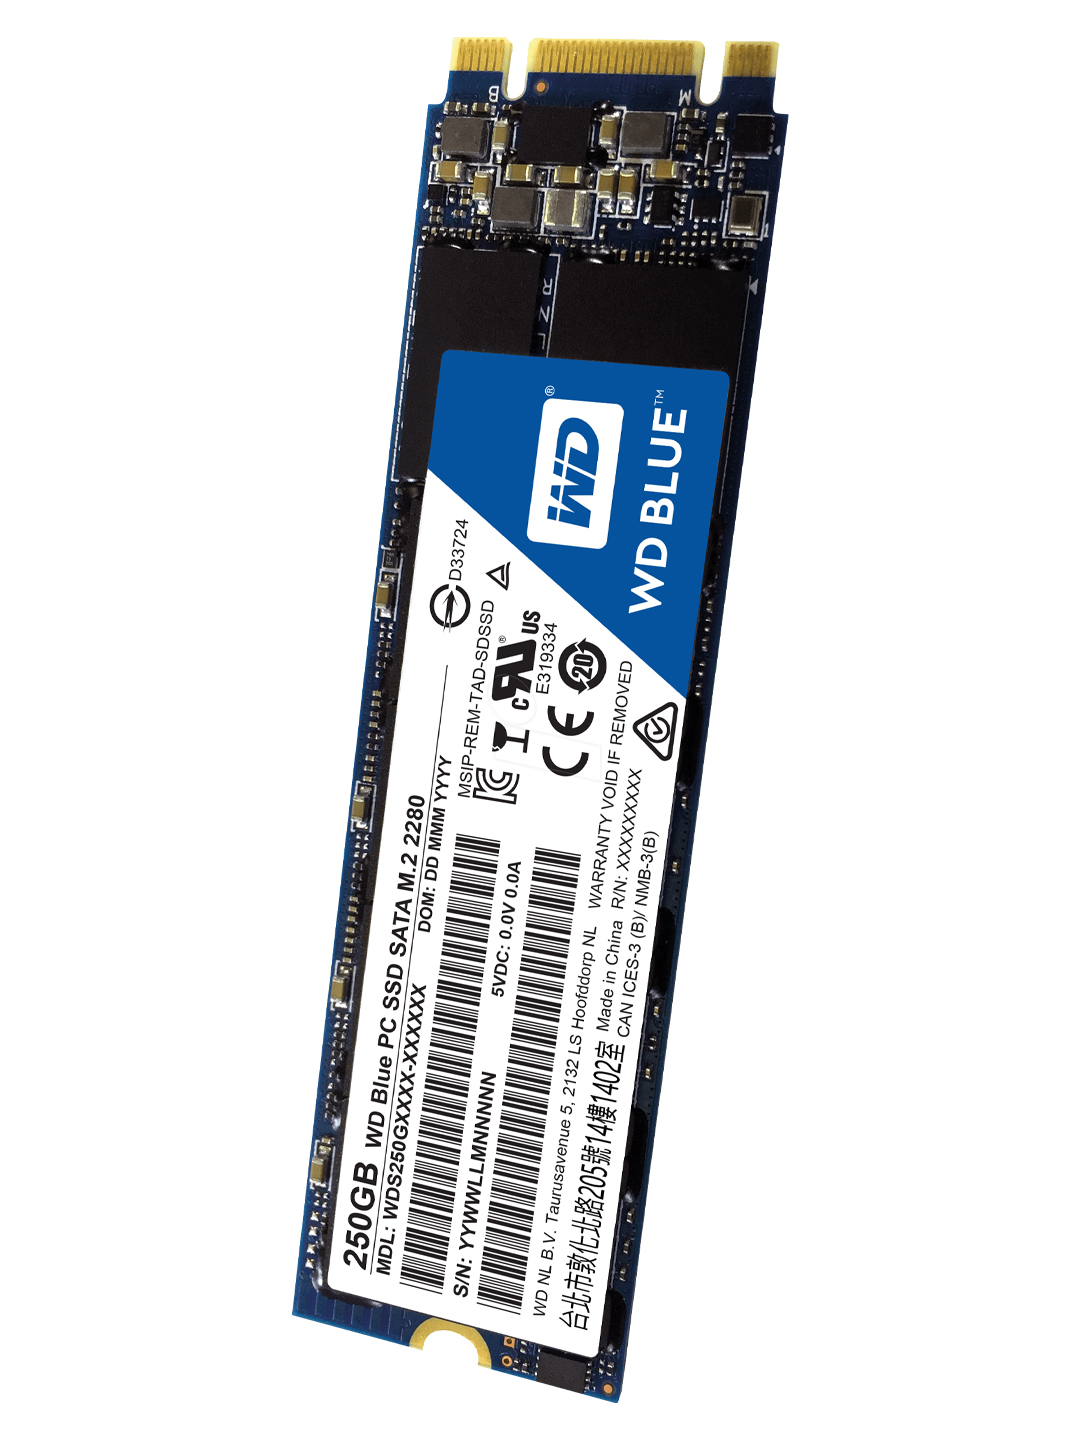 B
M
R
N
WD®
WD BLUE™
D33724
MSIP-REM-TAD-SDSSD
c RU® US
E319334
20
CE
250GB WD Blue PC SSD SATA M.2 2280
MDL: WDS250GXXXX-XXXXXX DOM: DD MMM YYYY
S/N: YYWWLLMNNNNN 5VDC: 0.0V 0.0A
WD NL B.V. Taurusavenue 5, 2132 LS Hoofddorp NL WARRANTY VOID IF REMOVED
台北市敦化北路205號14樓1402室 Made in China R/N: XXXXXXXXXX
CAN ICES-3 (B)/ NMB-3(B)